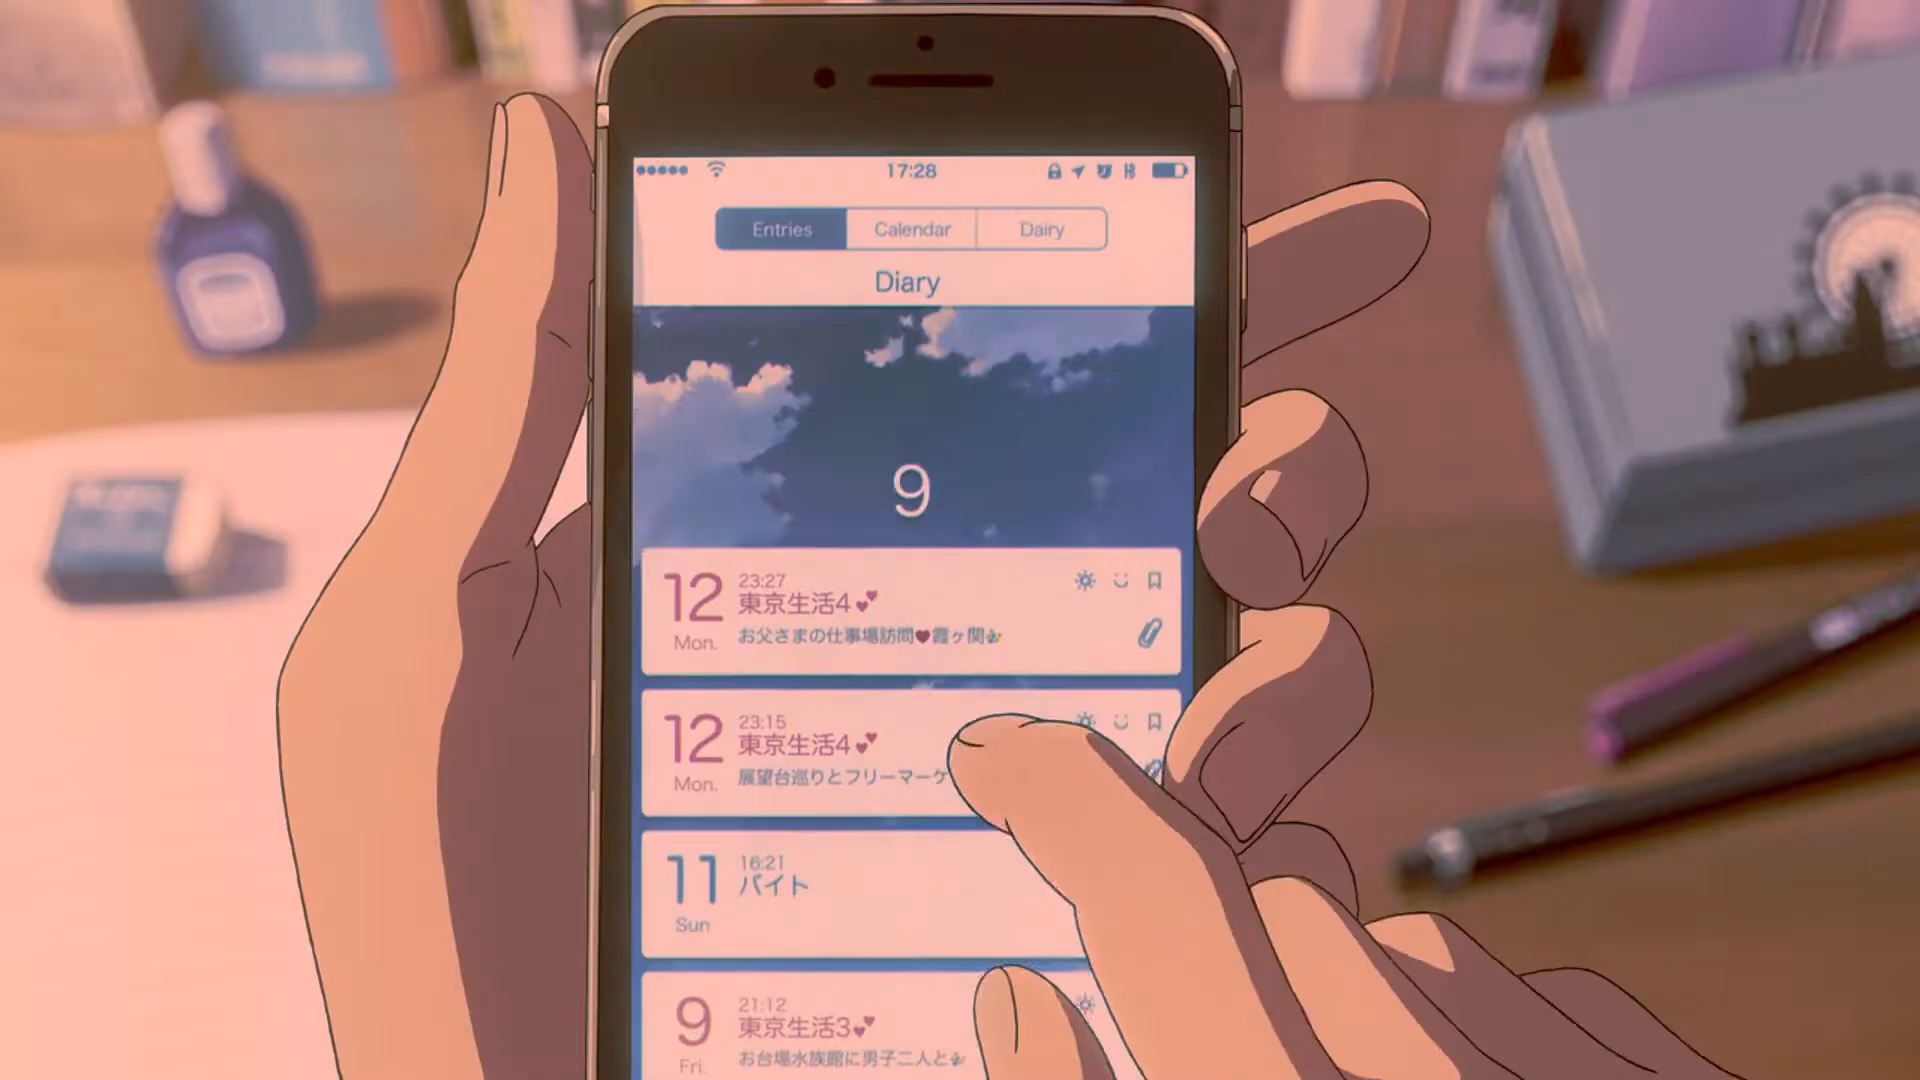 17:28
Entries Calendar Dairy
Diary
9
12 23:27
東京生活4💕
Mon. お父さまの仕事場訪問❤霞ヶ関
12 23:15
東京生活4💕
Mon. 展望台巡りとフリーマーケ
11 16:21
バイト
Sun
9 21:12
東京生活3💕
Fri. お台場水族館に男子二人と